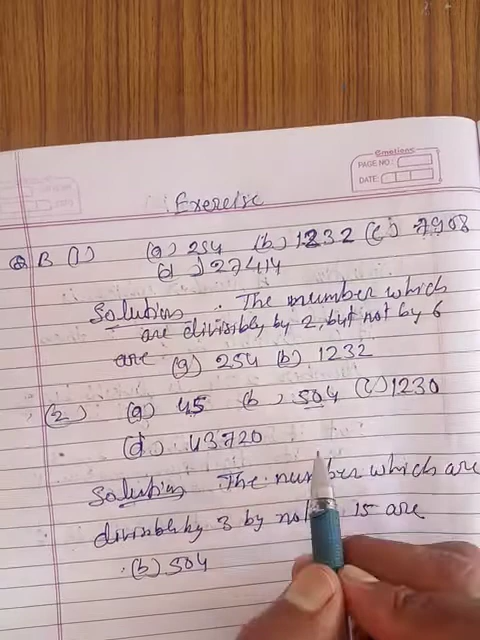 Emotions
PAGE NO:
DATE:
Exercise
Q B (1) (a) 254 (b) 1232 (c) 7908
(d) 27414
Solution: The number which
are divisible by 2, but not by 6
are (a) 254 (b) 1232
(2) (a) 45 (b) 504 (c) 1230
(d) 43720
Solution The number which are
divisible by 3 by not 15 are
(b) 504